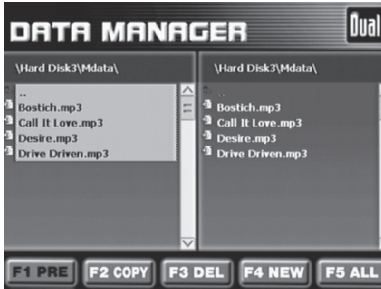 DATA MANAGER
Dual
\Hard Disk3\Mdata\
..
Bostich.mp3
Call It Love.mp3
Desire.mp3
Drive Driven.mp3
\Hard Disk3\Mdata\
..
Bostich.mp3
Call It Love.mp3
Desire.mp3
Drive Driven.mp3
F1 PRE F2 COPY F3 DEL F4 NEW F5 ALL